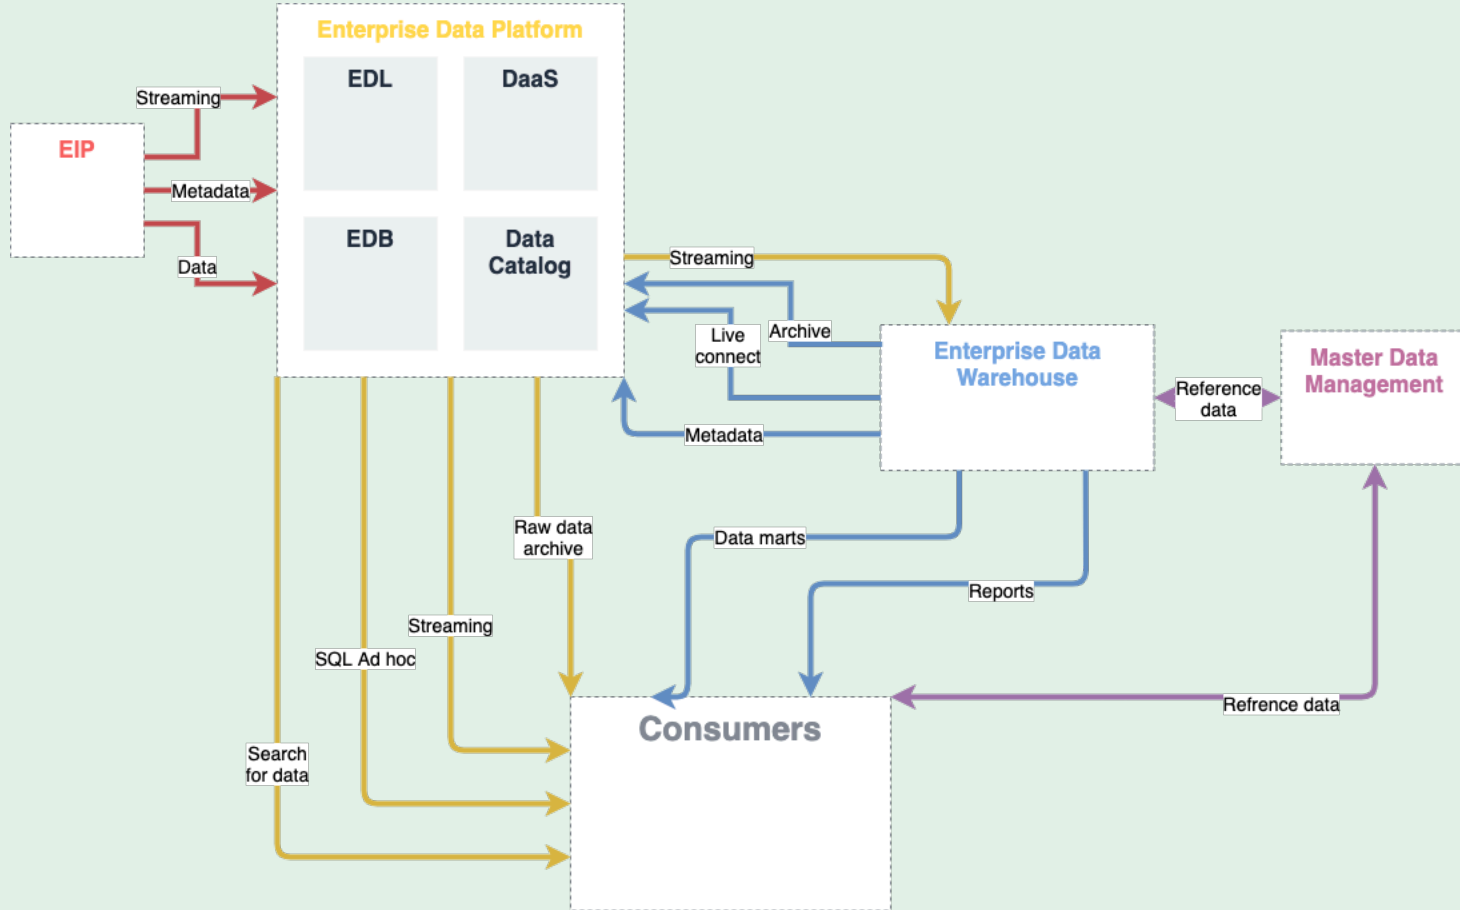 Enterprise Data Platform
EDL
DaaS
Streaming
EIP
Metadata
EDB
Data
Catalog
Data
Streaming
Archive
Live
connect
Enterprise Data
Warehouse
Master Data
Management
Reference
data
Metadata
Raw data
archive
Data marts
Reports
Streaming
SQL Ad hoc
Refrence data
Consumers
Search
for data